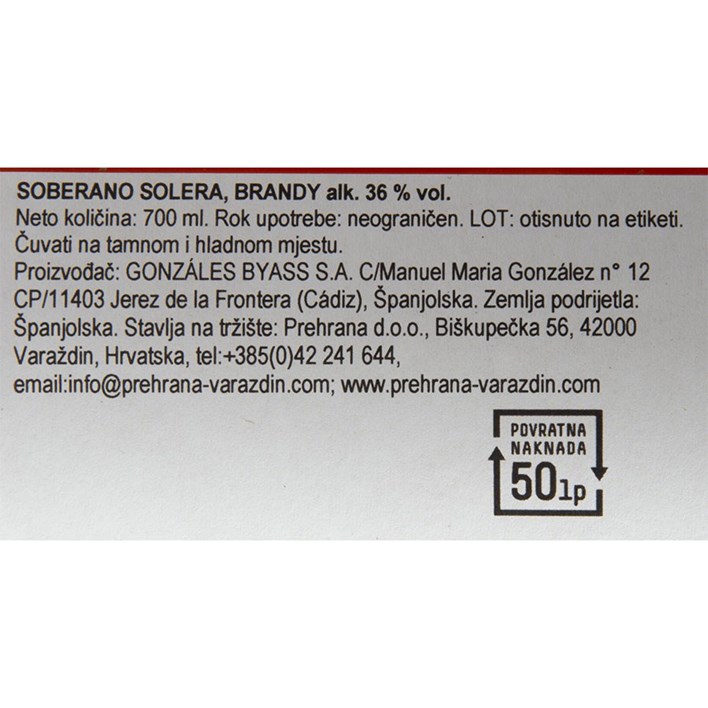 SOBERANO SOLERA, BRANDY alk. 36 % vol.
Neto količina: 700 ml. Rok upotrebe: neograničen. LOT: otisnuto na etiketi.
Čuvati na tamnom i hladnom mjestu.
Proizvođač: GONZÁLES BYASS S.A. C/Manuel Maria González n° 12
CP/11403 Jerez de la Frontera (Cádiz), Španjolska. Zemlja podrijetla:
Španjolska. Stavlja na tržište: Prehrana d.o.o., Biškupečka 56, 42000
Varaždin, Hrvatska, tel:+385(0)42 241 644,
email:info@prehrana-varazdin.com; www.prehrana-varazdin.com
POVRATNA
NAKNADA
50lp